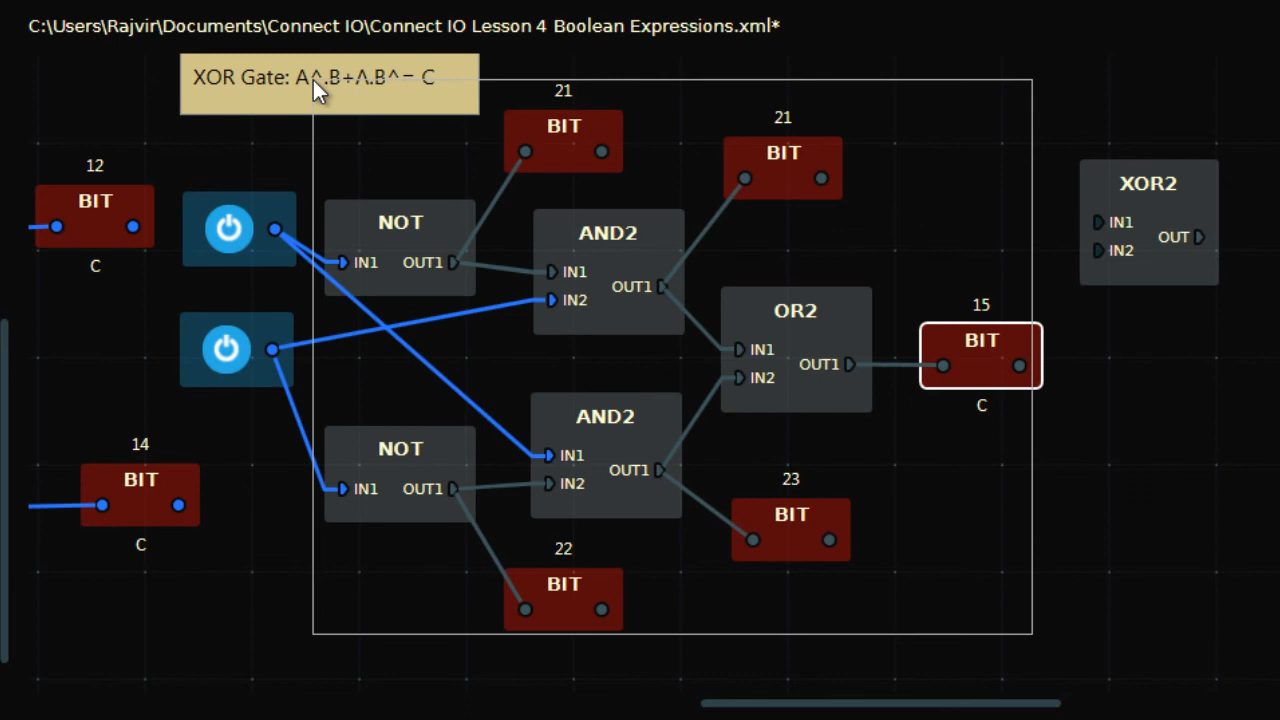 C:\Users\Rajvir\Documents\Connect IO\Connect IO Lesson 4 Boolean Expressions.xml*
XOR Gate: A^.B+A.B^= C
21
BIT
21
BIT
12
BIT
C
NOT
IN1 OUT1
AND2
IN1
IN2
OUT1
XOR2
IN1
IN2
OUT
OR2
IN1
IN2
OUT1
15
BIT
C
14
BIT
C
NOT
IN1 OUT1
AND2
IN1
IN2
OUT1
23
BIT
22
BIT